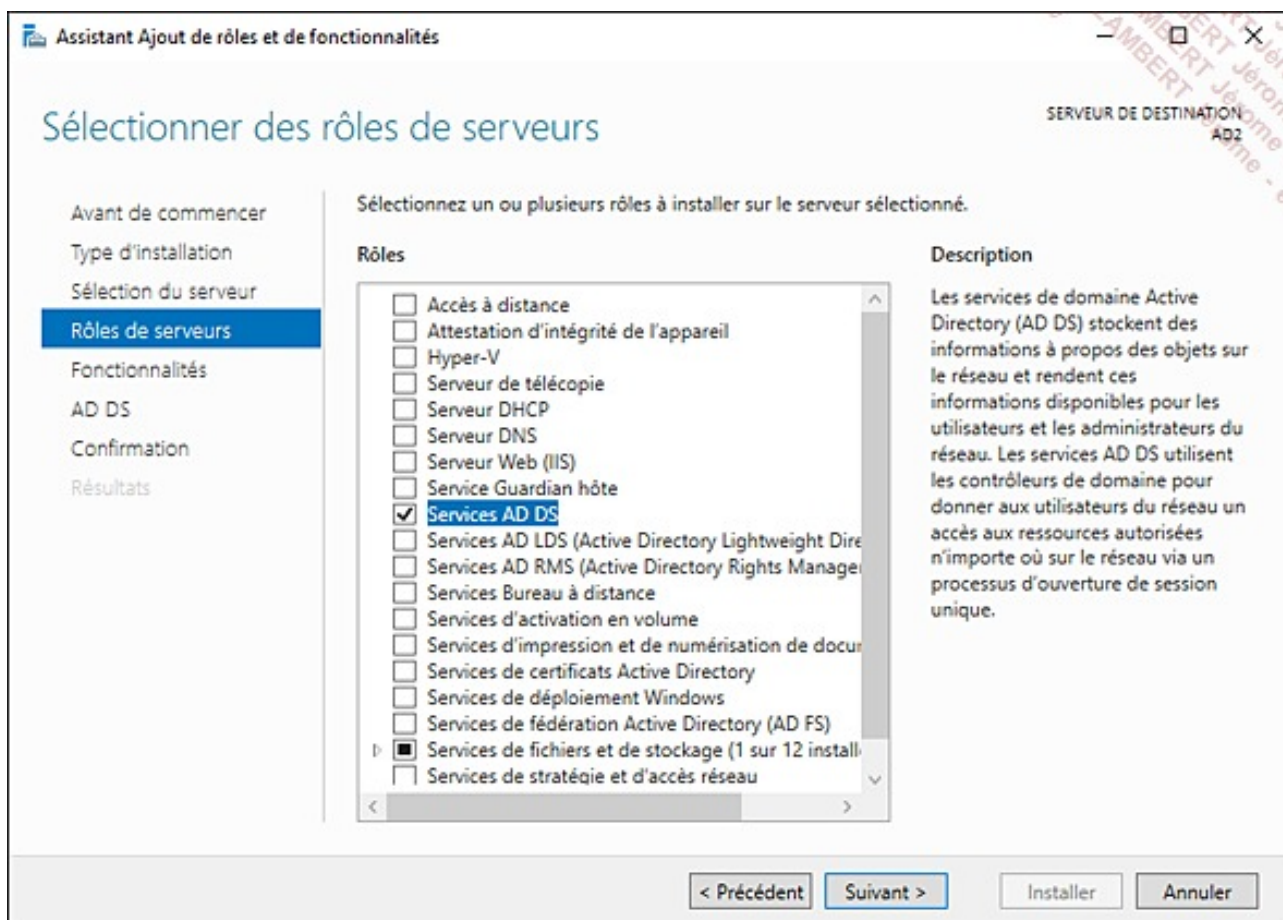 Assistant Ajout de rôles et de fonctionnalités
Sélectionner des rôles de serveurs
SERVEUR DE DESTINATION
AD2
Avant de commencer
Type d'installation
Sélection du serveur
Rôles de serveurs
Fonctionnalités
AD DS
Confirmation
Résultats
Sélectionnez un ou plusieurs rôles à installer sur le serveur sélectionné.
Rôles
Accès à distance
Attestation d'intégrité de l'appareil
Hyper-V
Serveur de télécopie
Serveur DHCP
Serveur DNS
Serveur Web (IIS)
Service Guardian hôte
Services AD DS
Services AD LDS (Active Directory Lightweight Dire
Services AD RMS (Active Directory Rights Manage
Services Bureau à distance
Services d'activation en volume
Services d'impression et de numérisation de docu
Services de certificats Active Directory
Services de déploiement Windows
Services de fédération Active Directory (AD FS)
Services de fichiers et de stockage (1 sur 12 install
Services de stratégie et d'accès réseau
Description
Les services de domaine Active
Directory (AD DS) stockent des
informations à propos des objets sur
le réseau et rendent ces
informations disponibles pour les
utilisateurs et les administrateurs du
réseau. Les services AD DS utilisent
les contrôleurs de domaine pour
donner aux utilisateurs du réseau un
accès aux ressources autorisées
n'importe où sur le réseau via un
processus d'ouverture de session
unique.
< Précédent
Suivant >
Installer
Annuler
LAMBERT Jérôme